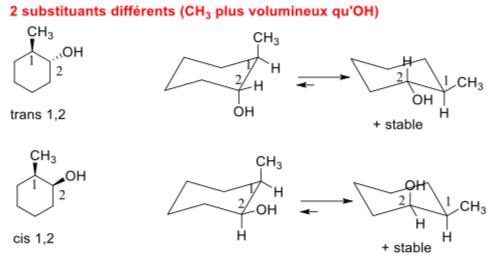 2 substituants différents (CH3 plus volumineux qu'OH)
CH3
OH
1
2
trans 1,2
CH3
1
H
2
H
OH
H
2
1
CH3
OH
H
+ stable
CH3
OH
1
2
cis 1,2
CH3
1
H
2
OH
H
OH
2
1
CH3
H
H
+ stable